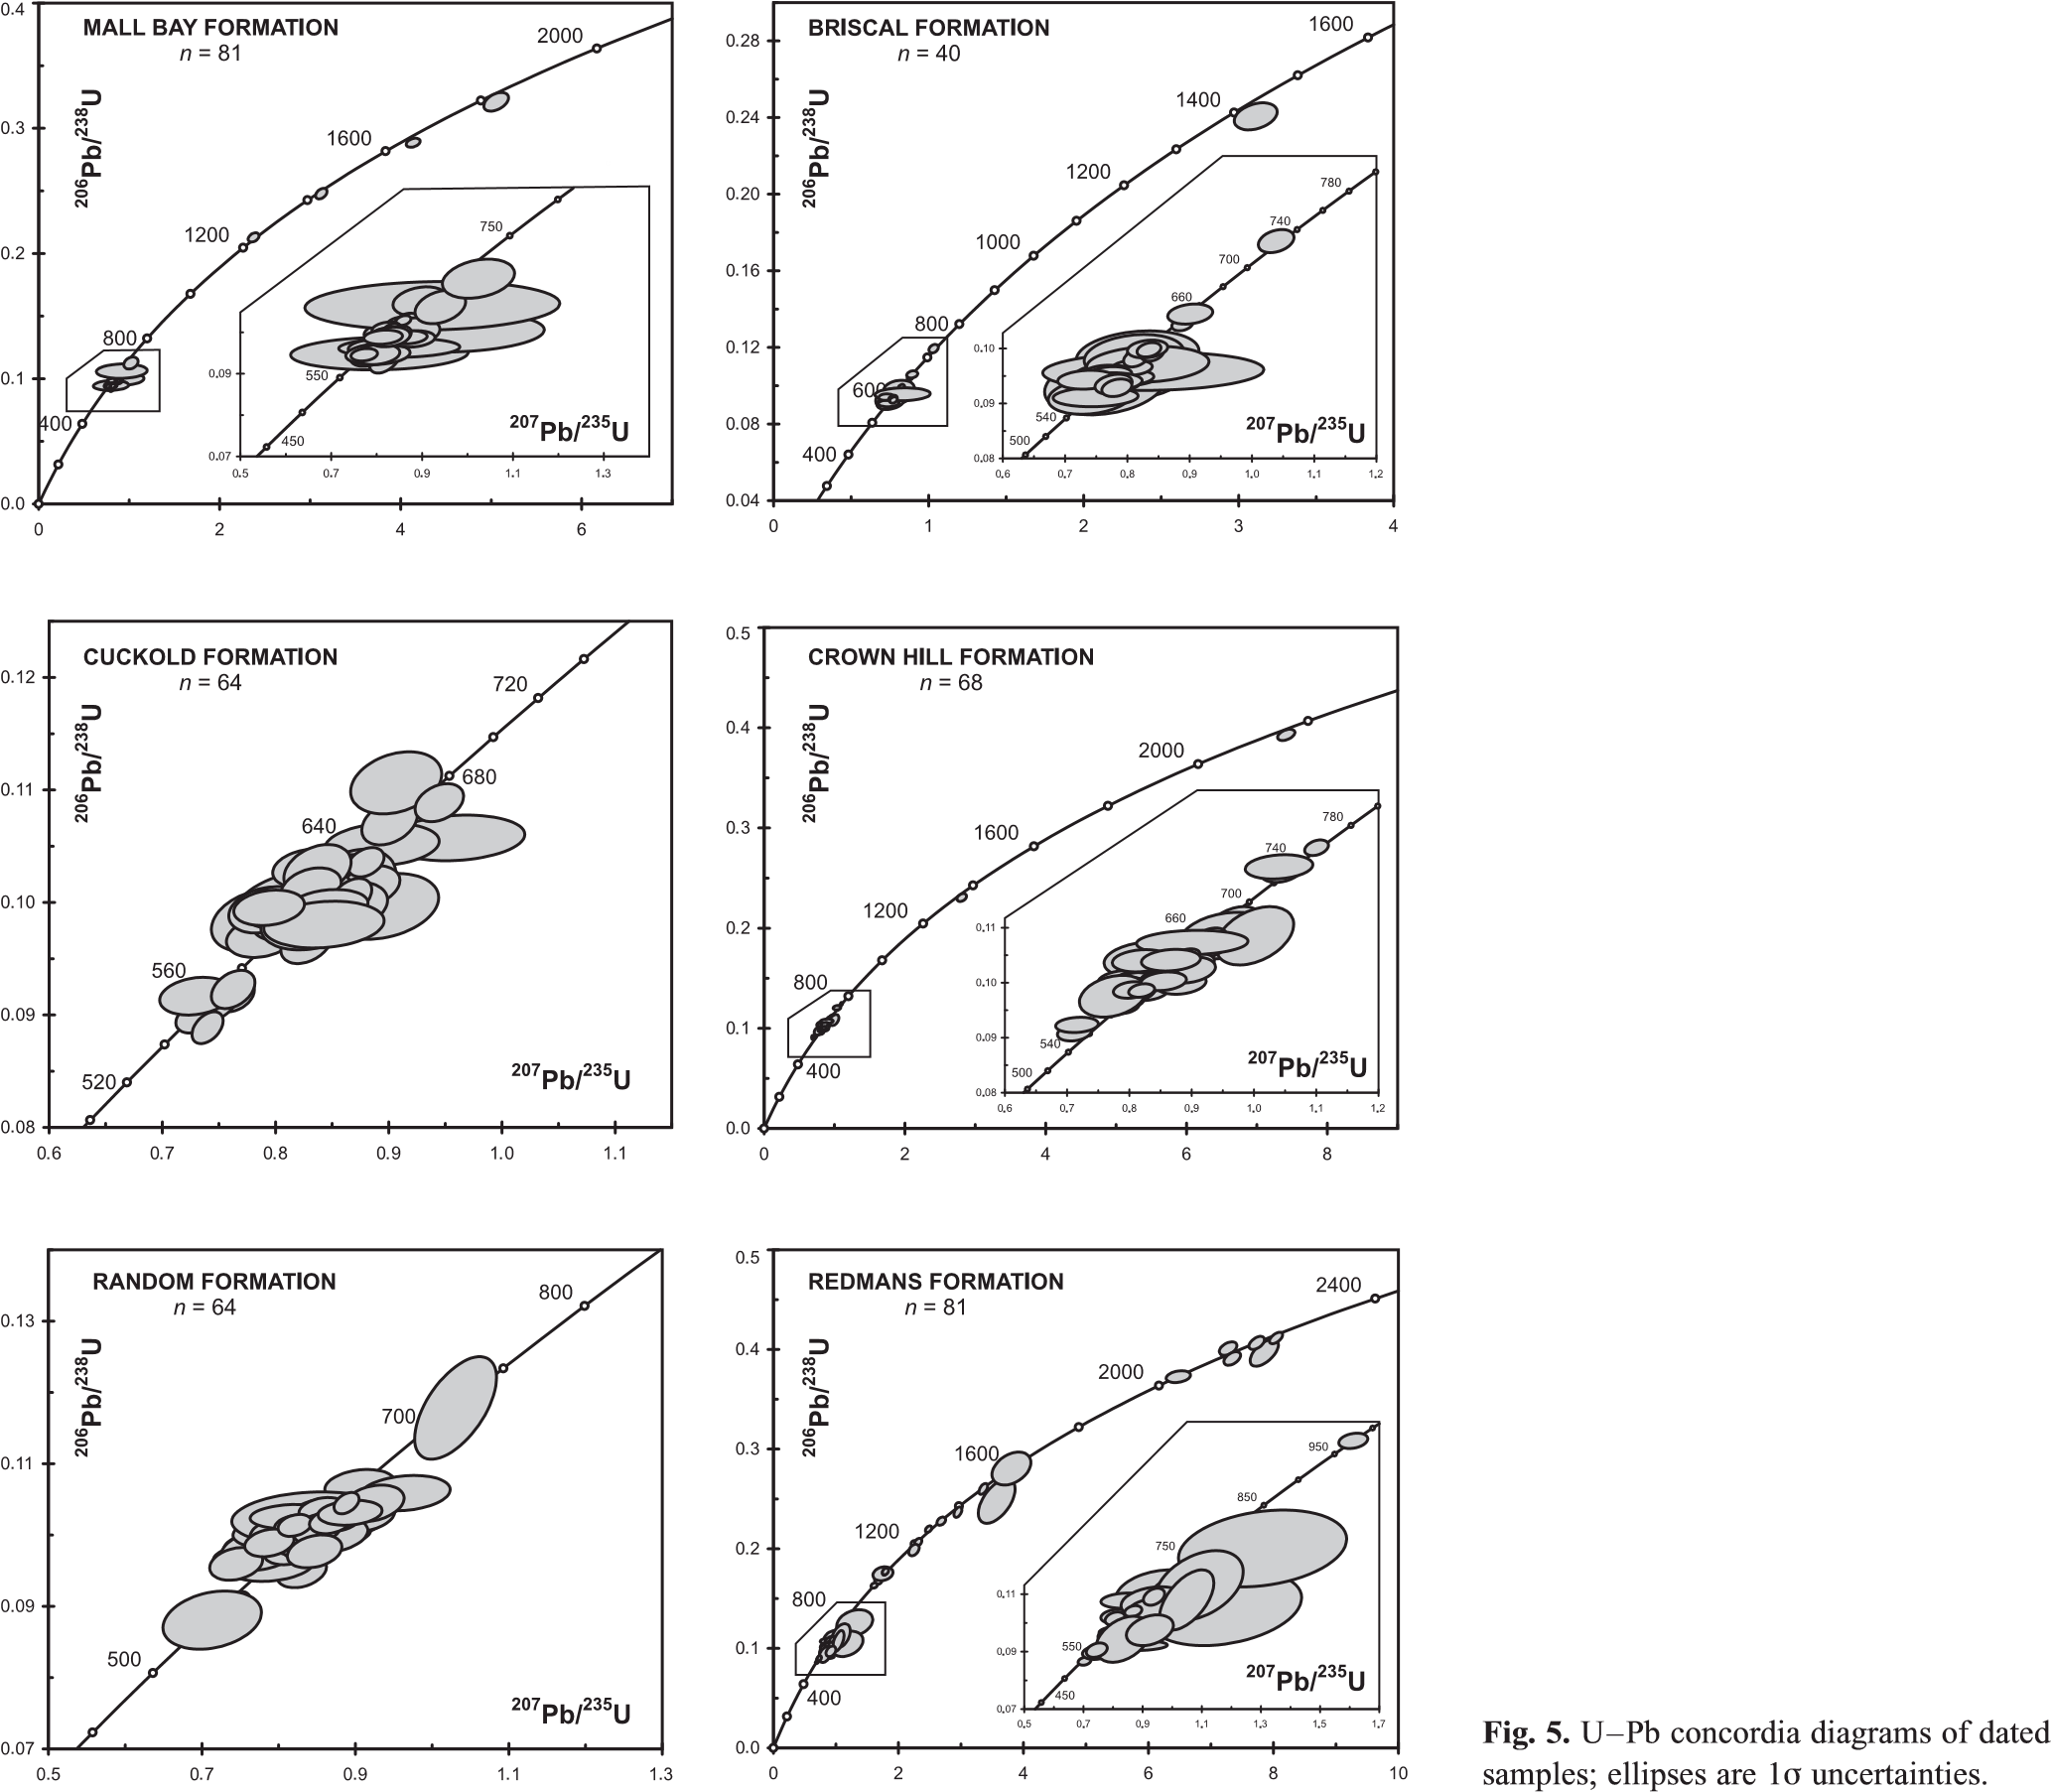 MALL BAY FORMATION
n = 81
206Pb/238U
0.4
0.3
0.2
0.1
0.0
2000
1600
1200
800
400
0 2 4 6
750
550
450
0.09
0.07
207Pb/235U
0.5 0.7 0.9 1.1 1.3
BRISCAL FORMATION
n = 40
206Pb/238U
0.28
0.24
0.20
0.16
0.12
0.08
0.04
1600
1400
1200
1000
800
600
400
0 1 2 3 4
780
740
700
660
540
500
0.10
0.09
0.08
207Pb/235U
0.6 0.7 0.8 0.9 1.0 1.1 1.2
CUCKOLD FORMATION
n = 64
206Pb/238U
0.12
0.11
0.10
0.09
0.08
720
680
640
560
520
207Pb/235U
0.6 0.7 0.8 0.9 1.0 1.1
CROWN HILL FORMATION
n = 68
206Pb/238U
0.5
0.4
0.3
0.2
0.1
0.0
2000
1600
1200
800
400
0 2 4 6 8
780
740
700
660
540
500
0.11
0.10
0.09
0.08
207Pb/235U
0.6 0.7 0.8 0.9 1.0 1.1 1.2
RANDOM FORMATION
n = 64
206Pb/238U
0.13
0.11
0.09
0.07
800
700
500
207Pb/235U
0.5 0.7 0.9 1.1 1.3
REDMANS FORMATION
n = 81
206Pb/238U
0.5
0.4
0.3
0.2
0.1
0.0
2400
2000
1600
1200
800
400
0 2 4 6 8 10
950
850
750
550
450
0.11
0.09
0.07
207Pb/235U
0.5 0.7 0.9 1.1 1.3 1.5 1.7
Fig. 5. U–Pb concordia diagrams of dated
samples; ellipses are 1σ uncertainties.